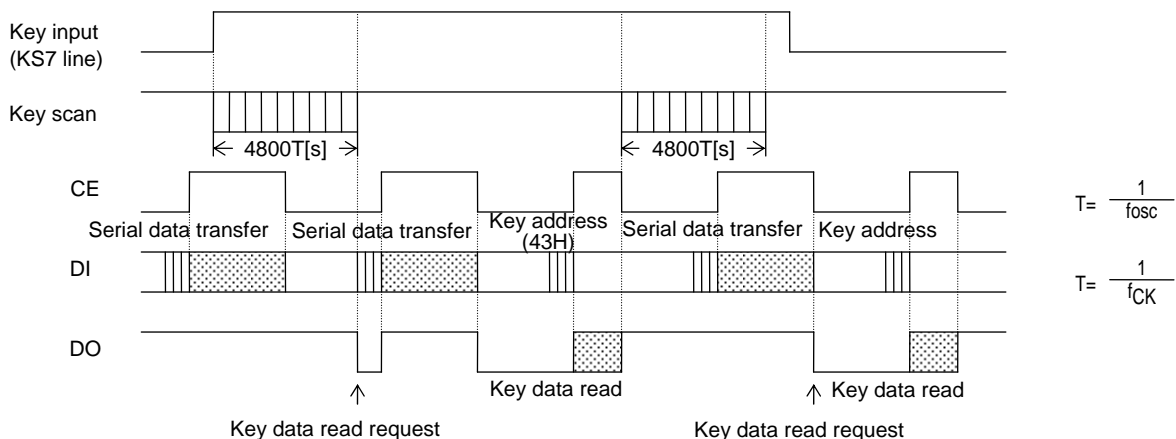 Key input
(KS7 line)
Key scan
4800T[s]
4800T[s]
CE
T= 1
fosc
Serial data transfer
Serial data transfer
Key address
(43H)
Serial data transfer
Key address
DI
T= 1
fCK
DO
Key data read
Key data read
Key data read request
Key data read request